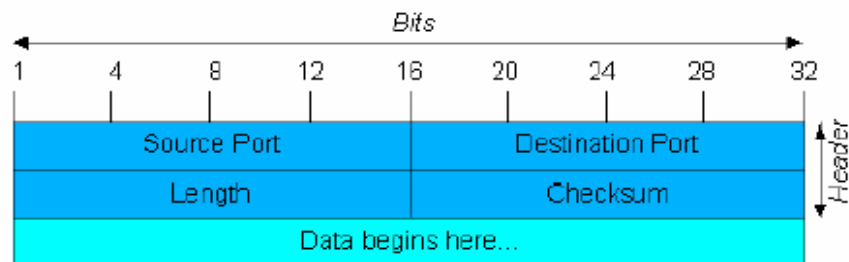 Bits
1 4 8 12 16 20 24 28 32
Source Port Destination Port
Header
Length Checksum
Data begins here...